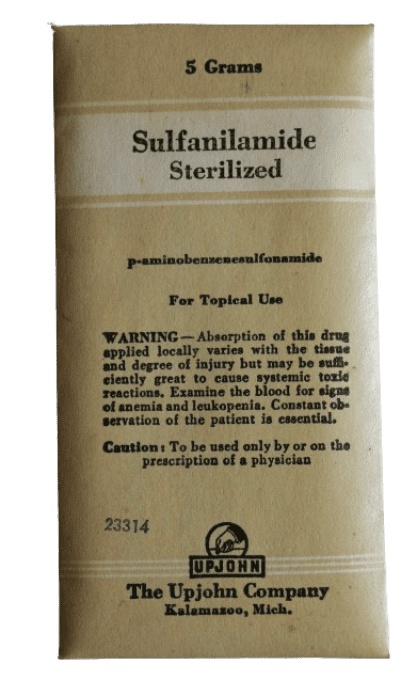 5 Grams
Sulfanilamide
Sterilized
p-aminobenzenesulfonamide
For Topical Use
WARNING — Absorption of this drug
applied locally varies with the tissue
and degree of injury but may be suffi-
ciently great to cause systemic toxic
reactions. Examine the blood for signs
of anemia and leukopenia. Constant ob-
servation of the patient is essential.
Caution: To be used only by or on the
prescription of a physician
23314
UPJOHN
The Upjohn Company
Kalamazoo, Mich.